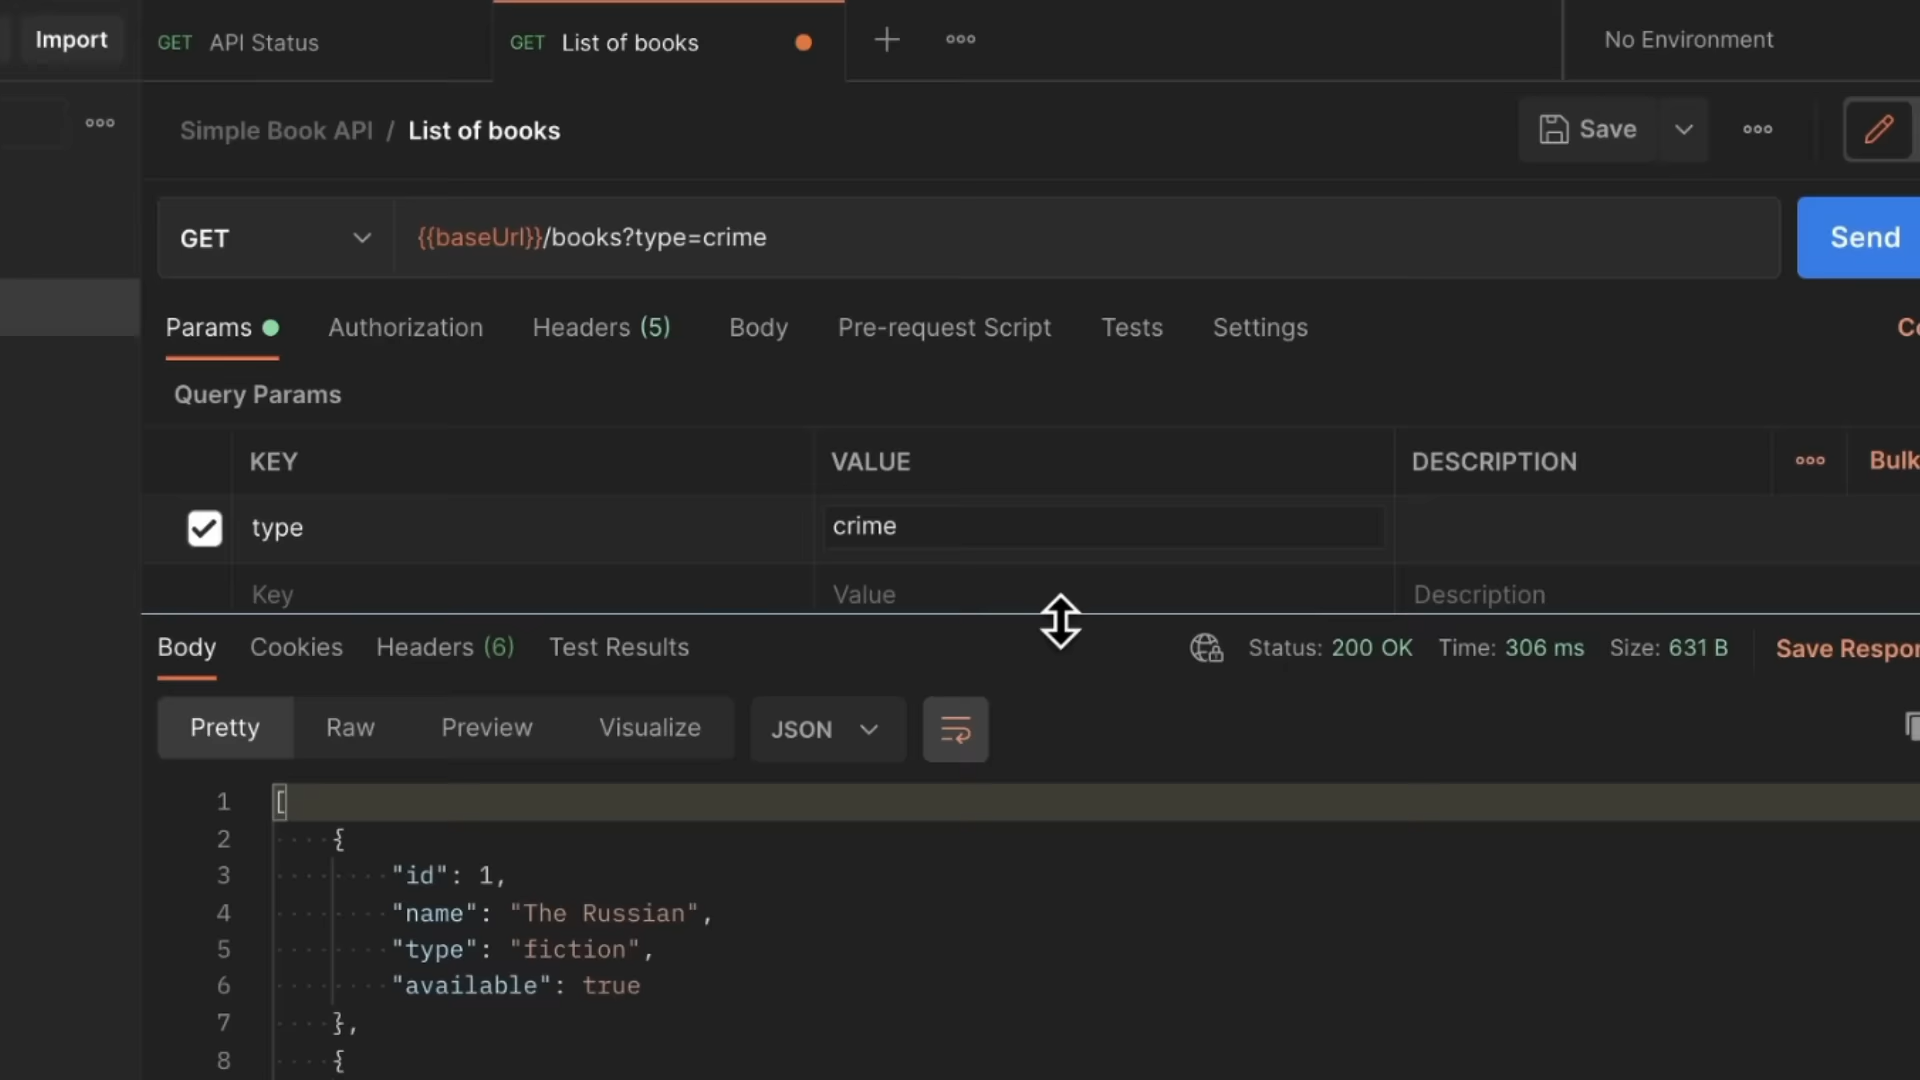 Import
GET API Status
GET List of books
No Environment
Simple Book API / List of books
Save
GET
{{baseUrl}}/books?type=crime
Send
Params
Authorization
Headers (5)
Body
Pre-request Script
Tests
Settings
Query Params
KEY
VALUE
DESCRIPTION
Bulk
type
crime
Key
Value
Description
Body
Cookies
Headers (6)
Test Results
Status: 200 OK
Time: 306 ms
Size: 631 B
Save Respon
Pretty
Raw
Preview
Visualize
JSON
1 [
2 {
3 "id": 1,
4 "name": "The Russian",
5 "type": "fiction",
6 "available": true
7 },
8 {